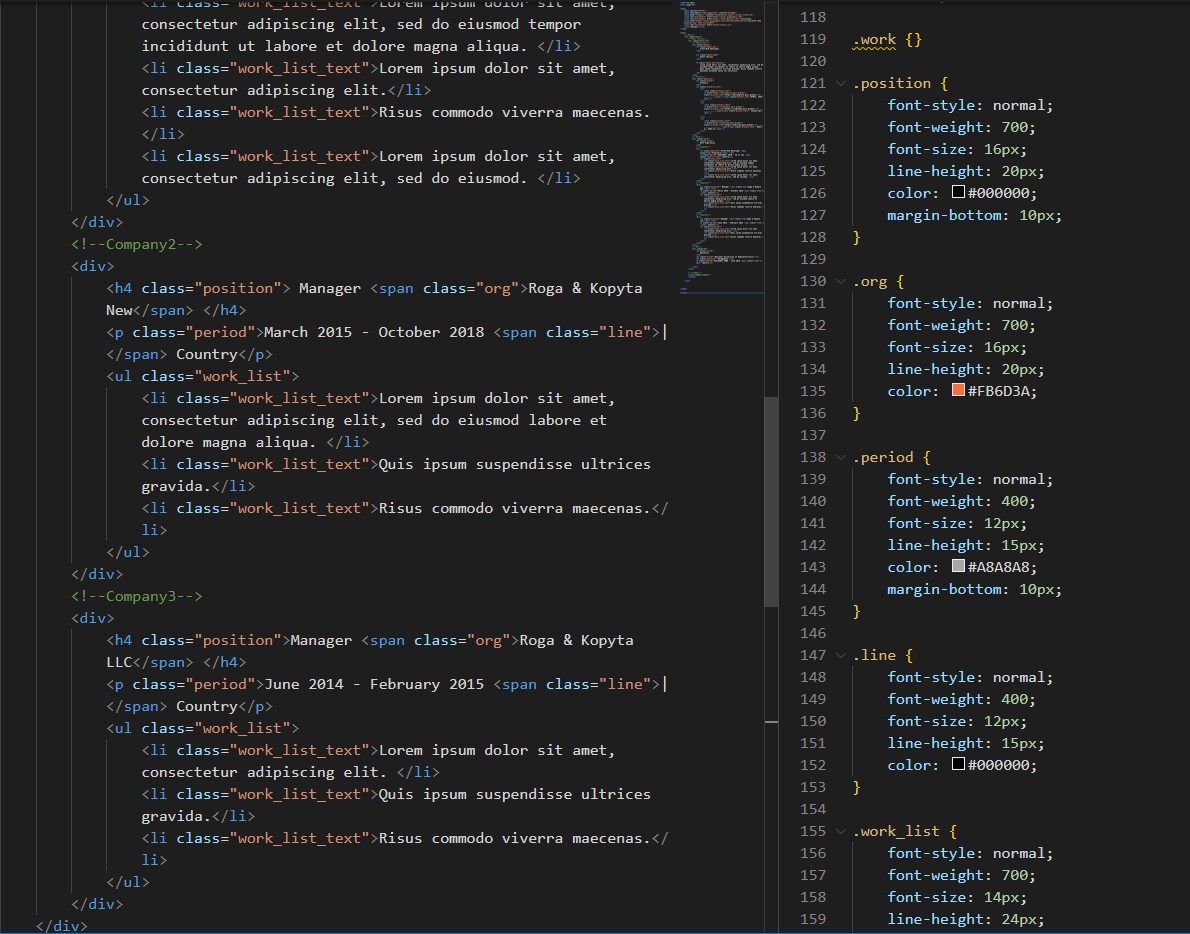 <li class="work_list_text">Lorem ipsum dolor sit amet,
consectetur adipiscing elit, sed do eiusmod tempor
incididunt ut labore et dolore magna aliqua. </li>
<li class="work_list_text">Lorem ipsum dolor sit amet,
consectetur adipiscing elit.</li>
<li class="work_list_text">Risus commodo viverra maecenas.
</li>
<li class="work_list_text">Lorem ipsum dolor sit amet,
consectetur adipiscing elit, sed do eiusmod. </li>
</ul>
</div>
<!--Company2-->
<div>
<h4 class="position"> Manager <span class="org">Roga & Kopyta
New</span> </h4>
<p class="period">March 2015 - October 2018 <span class="line">|
</span> Country</p>
<ul class="work_list">
<li class="work_list_text">Lorem ipsum dolor sit amet,
consectetur adipiscing elit, sed do eiusmod labore et
dolore magna aliqua. </li>
<li class="work_list_text">Quis ipsum suspendisse ultrices
gravida.</li>
<li class="work_list_text">Risus commodo viverra maecenas.</
li>
</ul>
</div>
<!--Company3-->
<div>
<h4 class="position">Manager <span class="org">Roga & Kopyta
LLC</span> </h4>
<p class="period">June 2014 - February 2015 <span class="line">|
</span> Country</p>
<ul class="work_list">
<li class="work_list_text">Lorem ipsum dolor sit amet,
consectetur adipiscing elit. </li>
<li class="work_list_text">Quis ipsum suspendisse ultrices
gravida.</li>
<li class="work_list_text">Risus commodo viverra maecenas.</
li>
</ul>
</div>
</div>
118
119 .work {}
120
121 .position {
122 font-style: normal;
123 font-weight: 700;
124 font-size: 16px;
125 line-height: 20px;
126 color: #000000;
127 margin-bottom: 10px;
128 }
129
130 .org {
131 font-style: normal;
132 font-weight: 700;
133 font-size: 16px;
134 line-height: 20px;
135 color: #FB6D3A;
136 }
137
138 .period {
139 font-style: normal;
140 font-weight: 400;
141 font-size: 12px;
142 line-height: 15px;
143 color: #A8A8A8;
144 margin-bottom: 10px;
145 }
146
147 .line {
148 font-style: normal;
149 font-weight: 400;
150 font-size: 12px;
151 line-height: 15px;
152 color: #000000;
153 }
154
155 .work_list {
156 font-style: normal;
157 font-weight: 700;
158 font-size: 14px;
159 line-height: 24px;